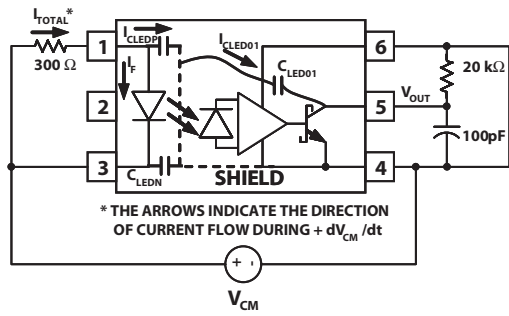 I_TOTAL*
300 Ω
1
I_CLEDP
I_F
2
3
C_LEDN
I_CLED01
C_LED01
SHIELD
6
5
4
V_OUT
20 kΩ
100pF
* THE ARROWS INDICATE THE DIRECTION
OF CURRENT FLOW DURING + dV_CM /dt
+ -
V_CM